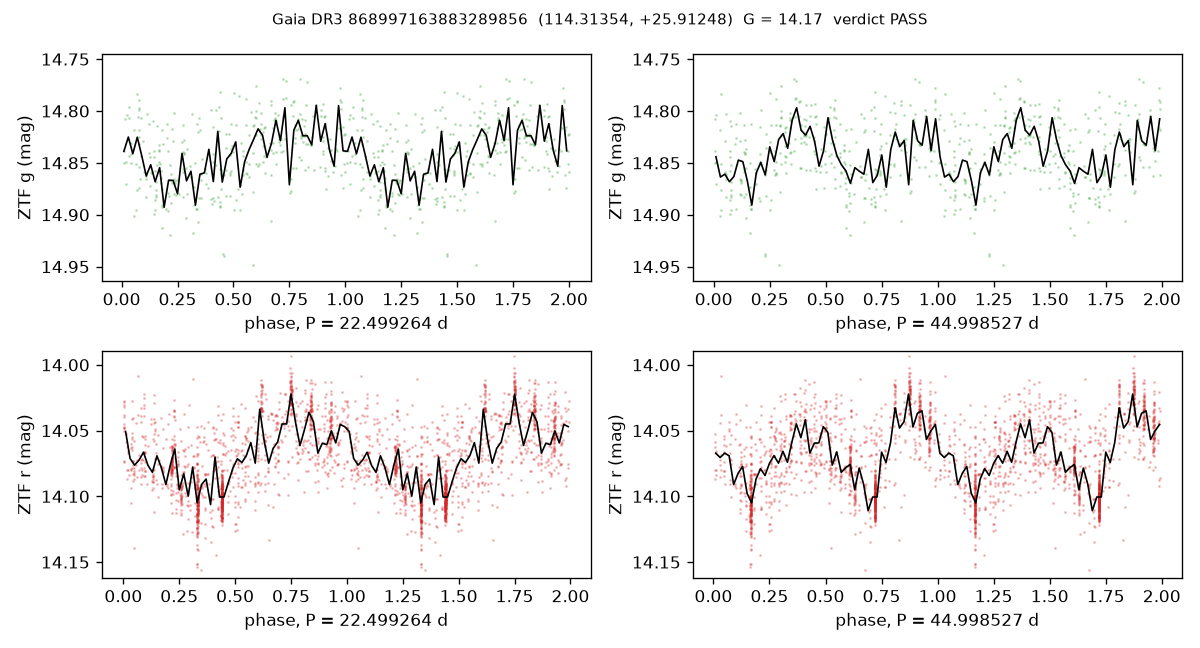 Gaia DR3 868997163883289856 (114.31354, +25.91248) G = 14.17 verdict PASS
14.75
14.80
14.85
14.90
14.95
ZTF g (mag)
0.00 0.25 0.50 0.75 1.00 1.25 1.50 1.75 2.00
phase, P = 22.499264 d
14.75
14.80
14.85
14.90
14.95
ZTF g (mag)
0.00 0.25 0.50 0.75 1.00 1.25 1.50 1.75 2.00
phase, P = 44.998527 d
14.00
14.05
14.10
14.15
ZTF r (mag)
0.00 0.25 0.50 0.75 1.00 1.25 1.50 1.75 2.00
phase, P = 22.499264 d
14.00
14.05
14.10
14.15
ZTF r (mag)
0.00 0.25 0.50 0.75 1.00 1.25 1.50 1.75 2.00
phase, P = 44.998527 d